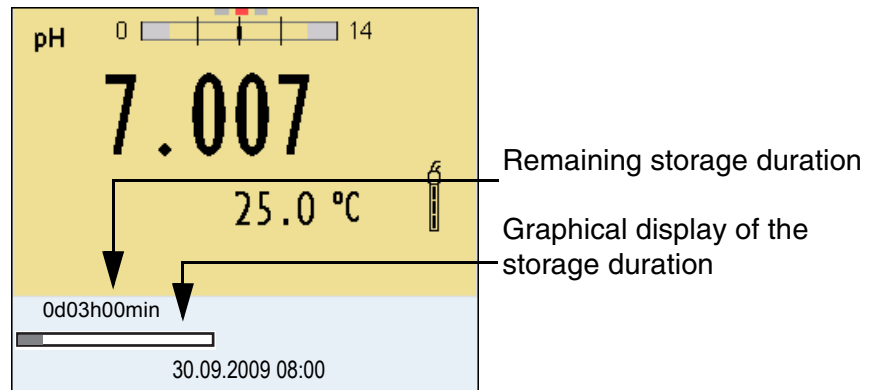 pH 0 14
7.007
25.0 °C
Remaining storage duration
Graphical display of the
storage duration
0d03h00min
30.09.2009 08:00